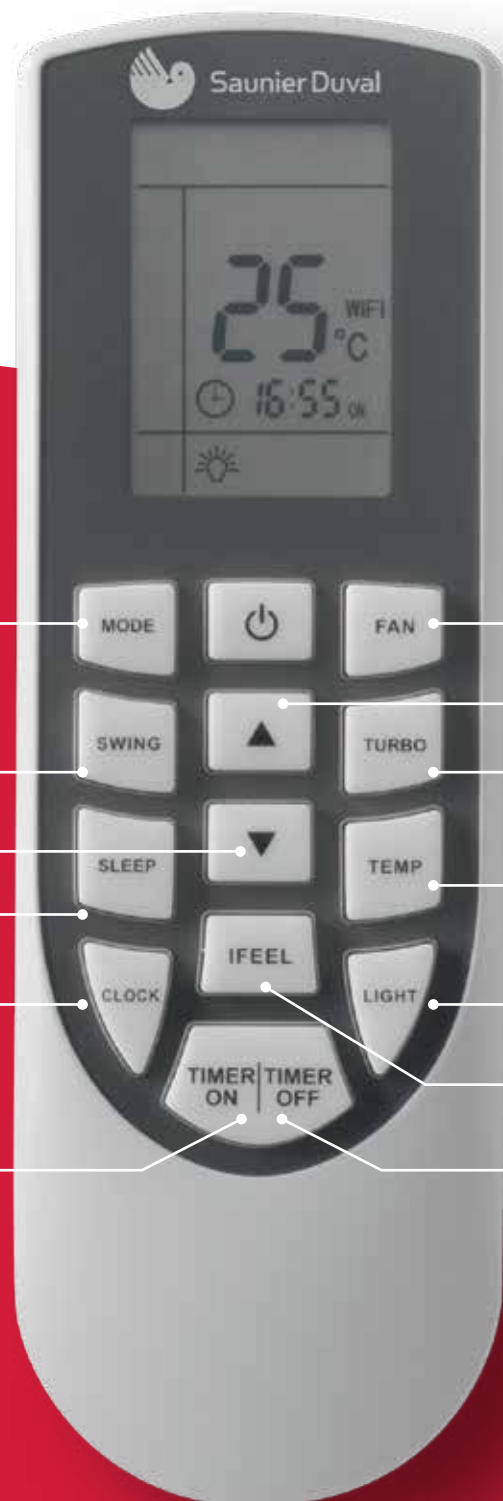 Saunier Duval
25 °C WiFi
16:55 ON
MODE FAN
SWING TURBO
SLEEP TEMP
IFEEL
CLOCK LIGHT
TIMER ON TIMER OFF